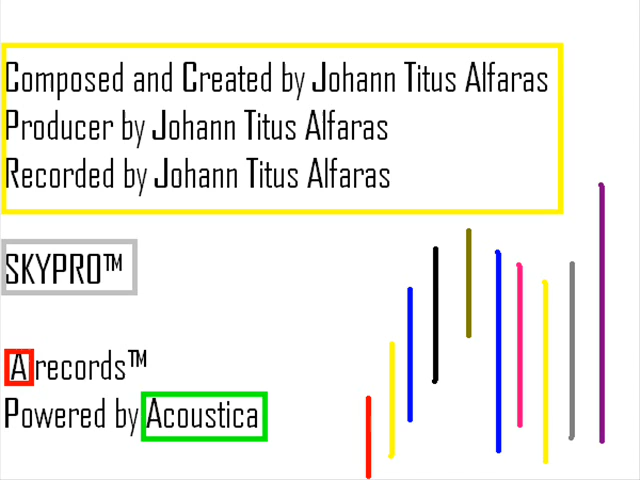 Composed and Created by Johann Titus Alfaras
Producer by Johann Titus Alfaras
Recorded by Johann Titus Alfaras
SKYPRO™
A records™
Powered by Acoustica